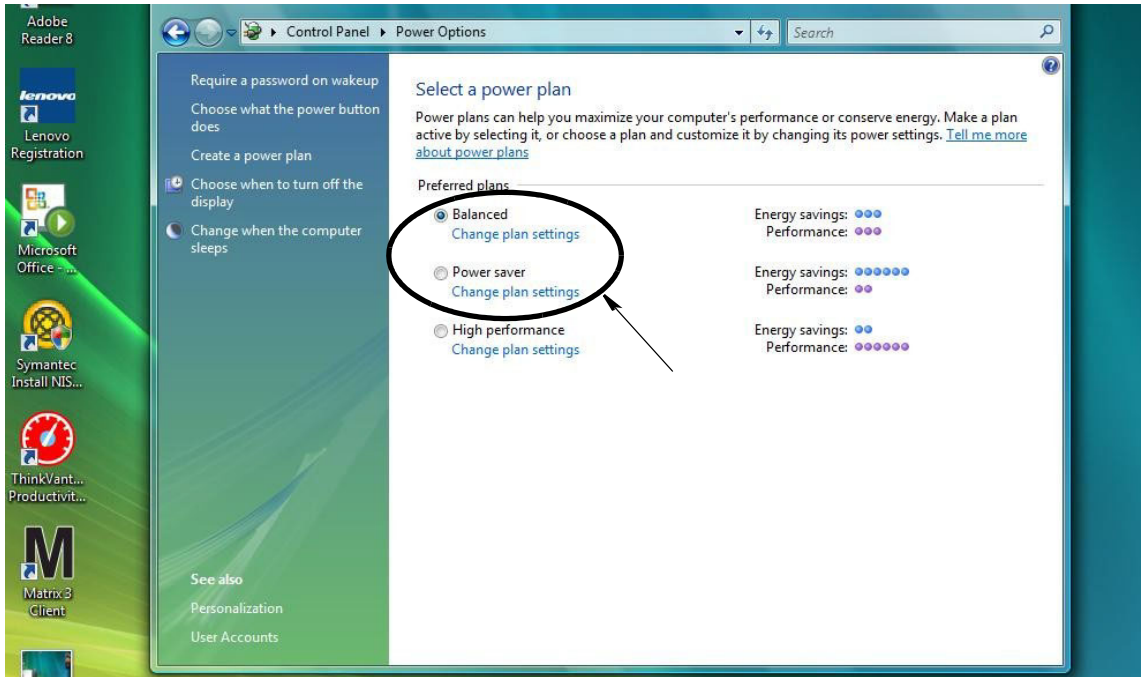 Adobe
Reader 8
lenovo
Lenovo
Registration
Microsoft
Office - ...
Symantec
Install NIS...
ThinkVant...
Productivit...
M
Matrix 3
Client
Control Panel
Power Options
Search
Require a password on wakeup
Choose what the power button
does
Create a power plan
Choose when to turn off the
display
Change when the computer
sleeps
See also
Personalization
User Accounts
Select a power plan
Power plans can help you maximize your computer's performance or conserve energy. Make a plan
active by selecting it, or choose a plan and customize it by changing its power settings. Tell me more
about power plans
Preferred plans
Balanced
Change plan settings
Energy savings:
Performance:
Power saver
Change plan settings
Energy savings:
Performance:
High performance
Change plan settings
Energy savings:
Performance: